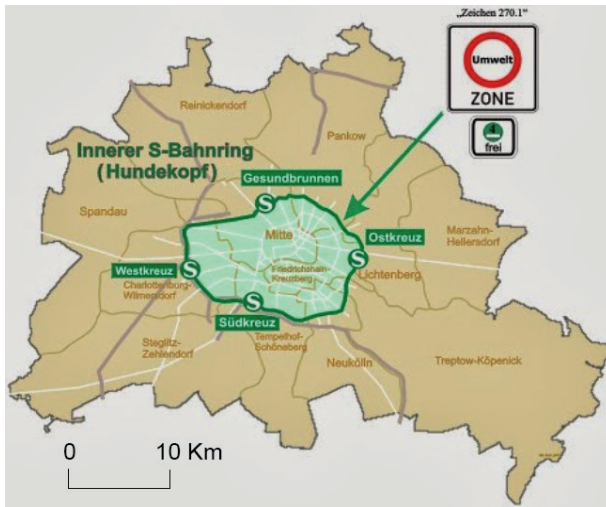 „Zeichen 270.1"
Umwelt
ZONE
4
frei
Reinickendorf
Pankow
Innerer S-Bahnring
(Hundekopf)
Gesundbrunnen
S
Spandau
Mitte
Ostkreuz
S
Marzahn-
Hellersdorf
Westkreuz
S
Friedrichshain-
Kreuzberg
Lichtenberg
Charlottenburg-
Wilmersdorf
S
Südkreuz
Steglitz-
Zehlendorf
Tempelhof-
Schöneberg
Neukölln
Treptow-Köpenick
0 10 Km